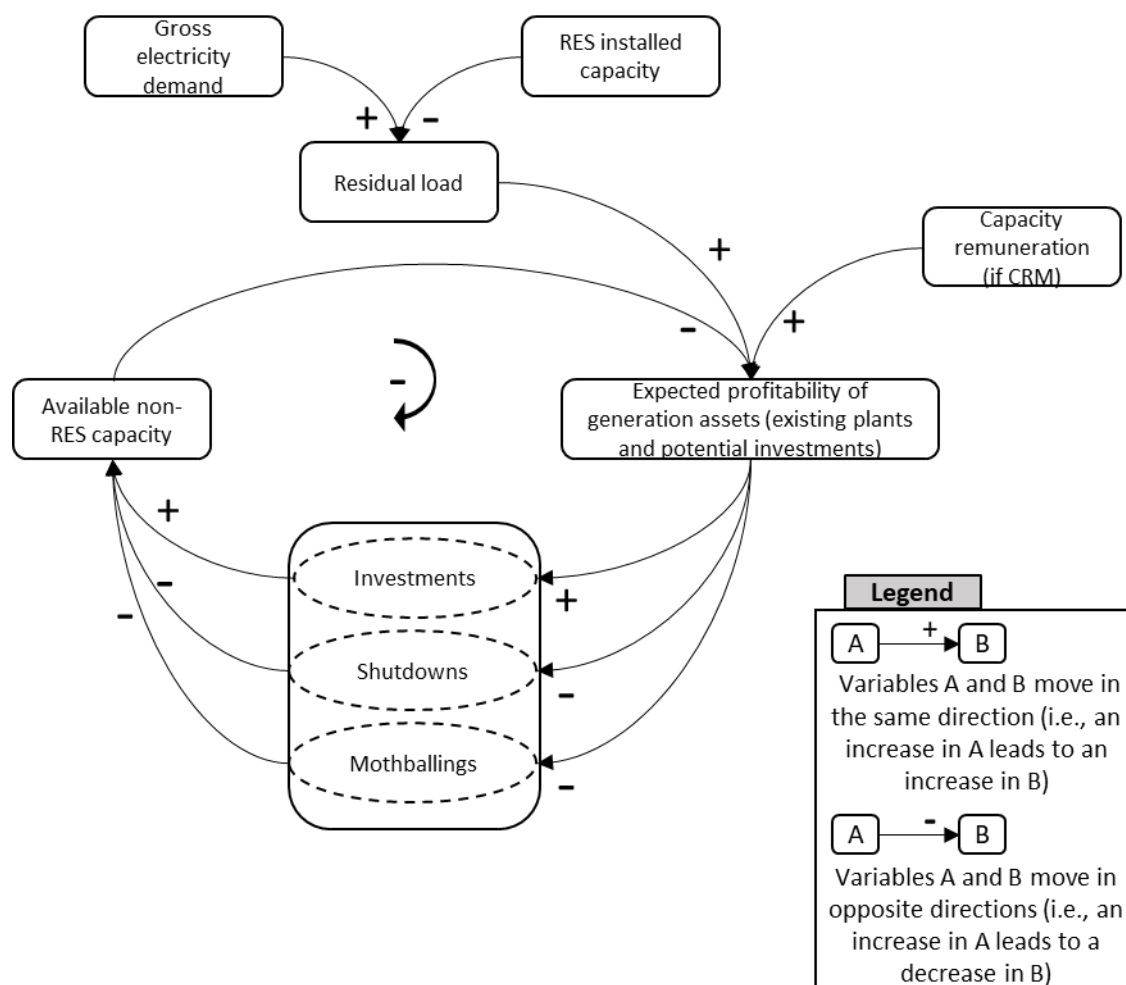 Gross
electricity
demand
RES installed
capacity
+
-
Residual load
+
Capacity
remuneration
(if CRM)
-
+
-
Available non-
RES capacity
Expected profitability of
generation assets (existing plants
and potential investments)
+
-
-
Investments
+
Shutdowns
-
Mothballings
-
Legend
A
+
B
Variables A and B move in
the same direction (i.e., an
increase in A leads to an
increase in B)
A
-
B
Variables A and B move in
opposite directions (i.e., an
increase in A leads to a
decrease in B)